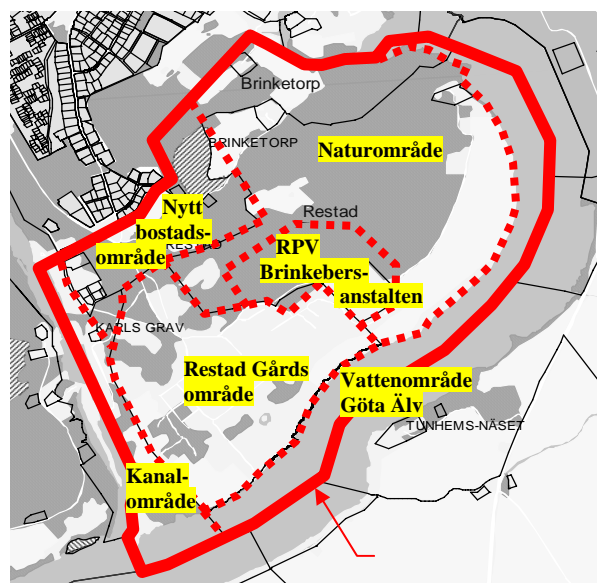 Brinketorp
BRINKETORP
Naturområde
Nytt
bostads-
område
RESTAD
Restad
RPV
Brinkebers-
anstalten
KARLS GRAV
Restad Gårds
område
Vattenområde
Göta Älv
TUNHEMS-NÄSET
Kanal-
område